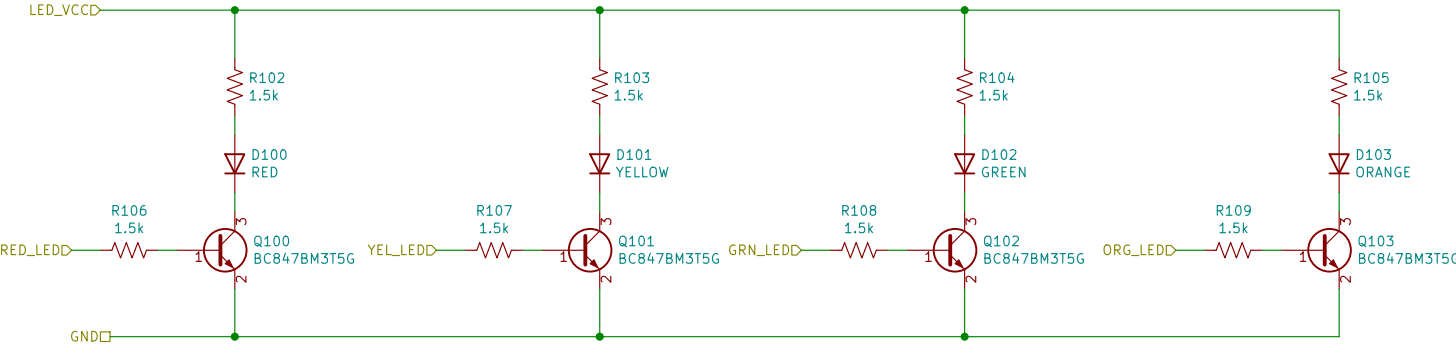 LED_VCC
R102
1.5k
R103
1.5k
R104
1.5k
R105
1.5k
D100
RED
D101
YELLOW
D102
GREEN
D103
ORANGE
R106
1.5k
R107
1.5k
R108
1.5k
R109
1.5k
3
3
3
3
RED_LED
1
Q100
BC847BM3T5G
YEL_LED
1
Q101
BC847BM3T5G
GRN_LED
1
Q102
BC847BM3T5G
ORG_LED
1
Q103
BC847BM3T5G
2
2
2
2
GND